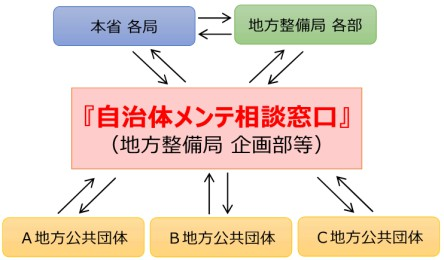 本省 各局
地方整備局 各部
『自治体メンテ相談窓口』
（地方整備局 企画部等）
Ａ地方公共団体
Ｂ地方公共団体
Ｃ地方公共団体